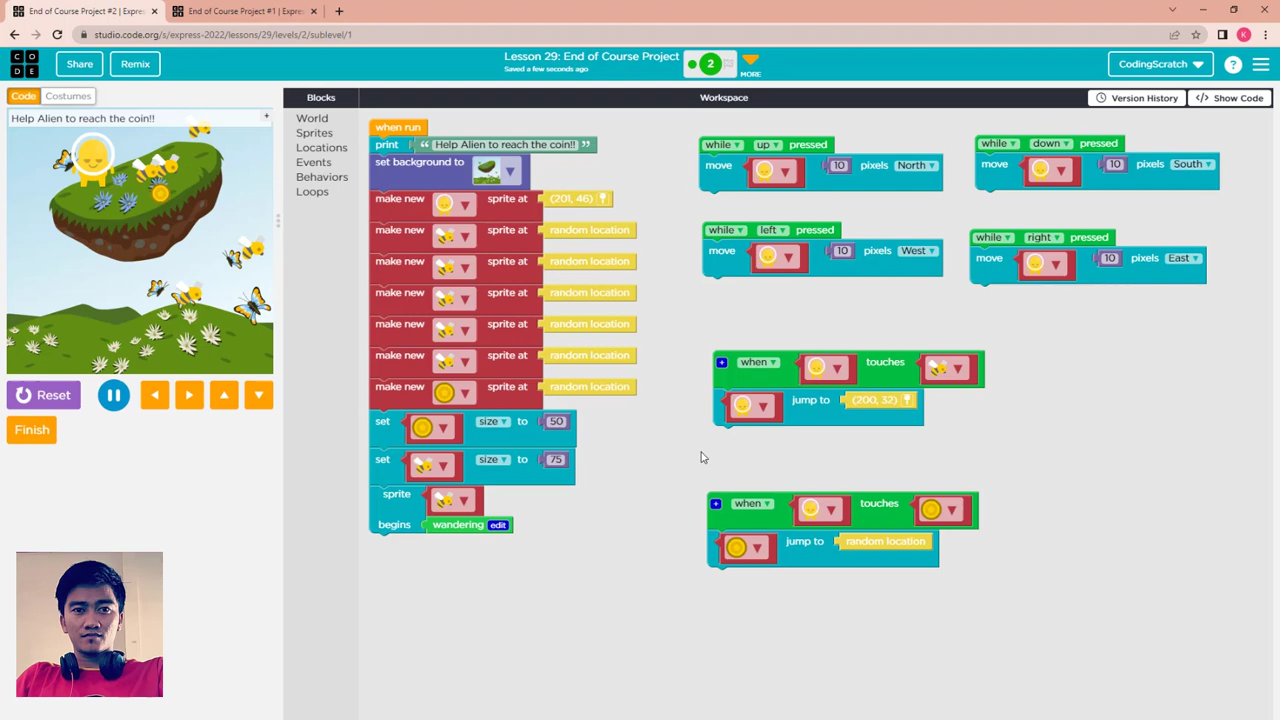 End of Course Project #2 | Expres
End of Course Project #1 | Expres
studio.code.org/s/express-2022/lessons/29/levels/2/sublevel/1
K
C O
D E
Share
Remix
Lesson 29: End of Course Project
Saved a few seconds ago
2
MORE
CodingScratch
?
Code
Costumes
Blocks
Workspace
Version History
</> Show Code
Help Alien to reach the coin!!
World
Sprites
Locations
Events
Behaviors
Loops
Reset
Finish
when run
print “ Help Alien to reach the coin!! ”
set background to
make new sprite at (201, 46)
make new sprite at random location
make new sprite at random location
make new sprite at random location
make new sprite at random location
make new sprite at random location
make new sprite at random location
set size to 50
set size to 75
sprite
begins wandering edit
while up pressed
move 10 pixels North
while down pressed
move 10 pixels South
while left pressed
move 10 pixels West
while right pressed
move 10 pixels East
when touches
jump to (200, 32)
when touches
jump to random location